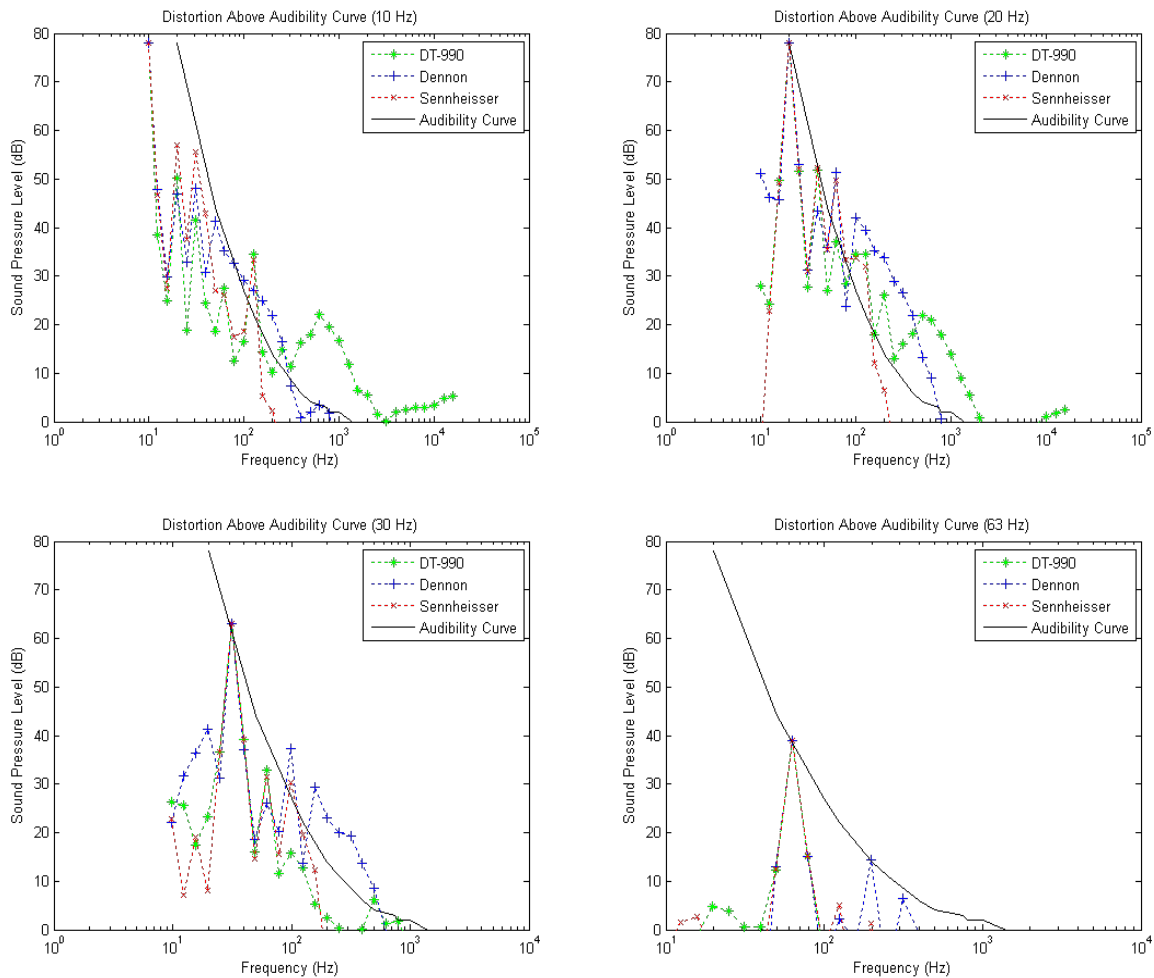 Distortion Above Audibility Curve (10 Hz)
80
70
60
50
40
30
20
10
0
Sound Pressure Level (dB)
DT-990
Dennon
Sennheisser
Audibility Curve
10^0
10^1
10^2
10^3
10^4
10^5
Frequency (Hz)
Distortion Above Audibility Curve (20 Hz)
80
70
60
50
40
30
20
10
0
Sound Pressure Level (dB)
DT-990
Dennon
Sennheisser
Audibility Curve
10^0
10^1
10^2
10^3
10^4
10^5
Frequency (Hz)
Distortion Above Audibility Curve (30 Hz)
80
70
60
50
40
30
20
10
0
Sound Pressure Level (dB)
DT-990
Dennon
Sennheisser
Audibility Curve
10^0
10^1
10^2
10^3
10^4
Frequency (Hz)
Distortion Above Audibility Curve (63 Hz)
80
70
60
50
40
30
20
10
0
Sound Pressure Level (dB)
DT-990
Dennon
Sennheisser
Audibility Curve
10^1
10^2
10^3
10^4
Frequency (Hz)